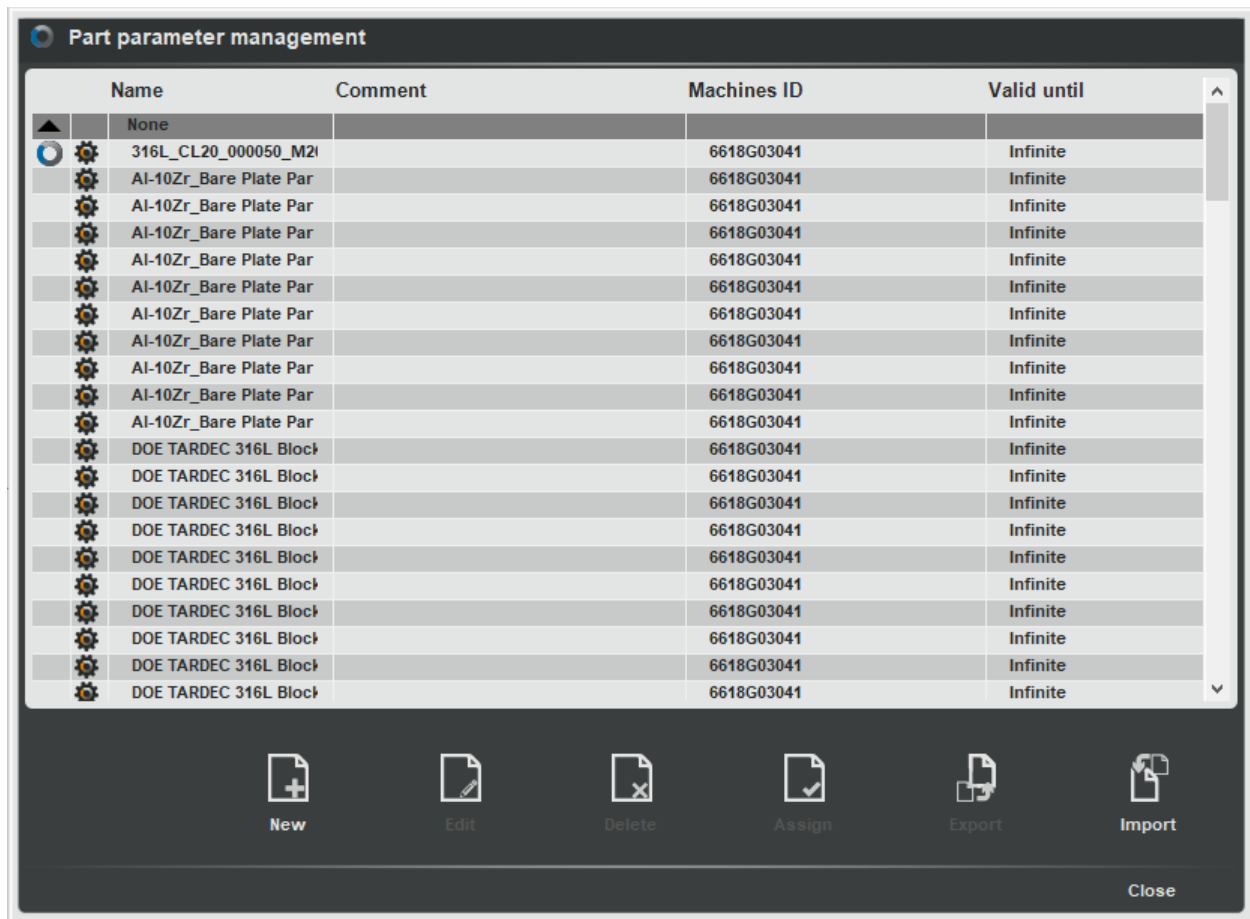 Part parameter management
Name Comment Machines ID Valid until
None
316L_CL20_000050_M2 6618G03041 Infinite
Al-10Zr_Bare Plate Par 6618G03041 Infinite
Al-10Zr_Bare Plate Par 6618G03041 Infinite
Al-10Zr_Bare Plate Par 6618G03041 Infinite
Al-10Zr_Bare Plate Par 6618G03041 Infinite
Al-10Zr_Bare Plate Par 6618G03041 Infinite
Al-10Zr_Bare Plate Par 6618G03041 Infinite
Al-10Zr_Bare Plate Par 6618G03041 Infinite
Al-10Zr_Bare Plate Par 6618G03041 Infinite
Al-10Zr_Bare Plate Par 6618G03041 Infinite
Al-10Zr_Bare Plate Par 6618G03041 Infinite
DOE TARDEC 316L Block 6618G03041 Infinite
DOE TARDEC 316L Block 6618G03041 Infinite
DOE TARDEC 316L Block 6618G03041 Infinite
DOE TARDEC 316L Block 6618G03041 Infinite
DOE TARDEC 316L Block 6618G03041 Infinite
DOE TARDEC 316L Block 6618G03041 Infinite
DOE TARDEC 316L Block 6618G03041 Infinite
DOE TARDEC 316L Block 6618G03041 Infinite
DOE TARDEC 316L Block 6618G03041 Infinite
DOE TARDEC 316L Block 6618G03041 Infinite
New Edit Delete Assign Export Import
Close